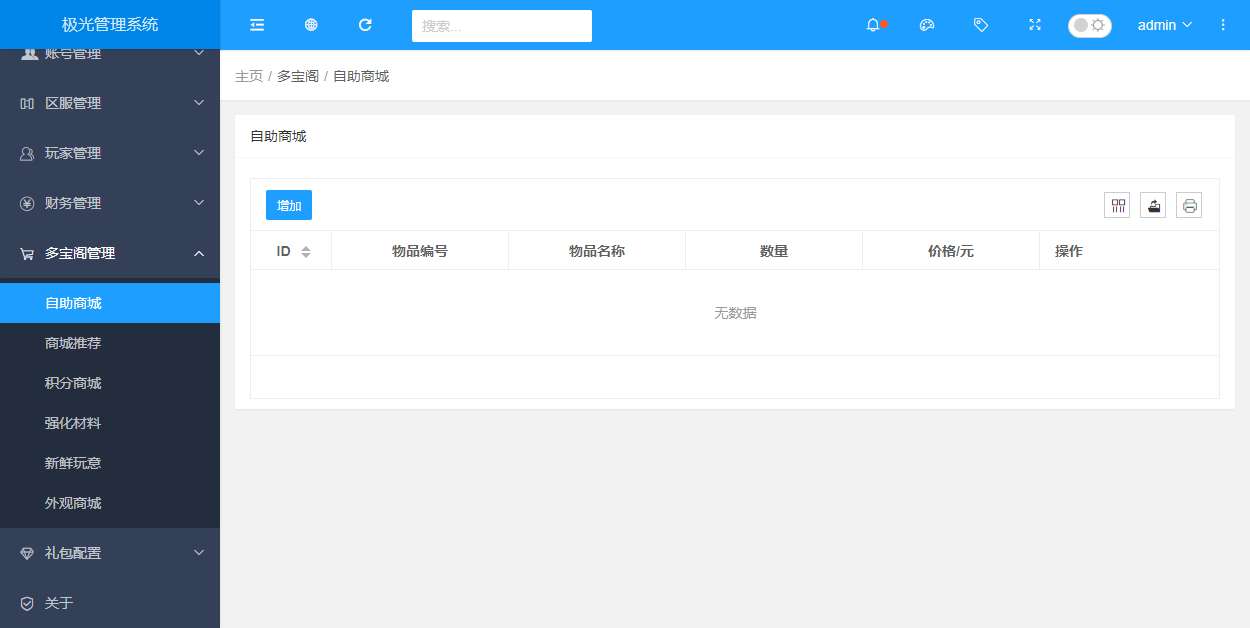 极光管理系统
搜索...
admin
账号管理
区服管理
玩家管理
财务管理
多宝阁管理
自助商城
商城推荐
积分商城
强化材料
新鲜玩意
外观商城
礼包配置
关于
主页 / 多宝阁 / 自助商城
自助商城
增加
ID 物品编号 物品名称 数量 价格/元 操作
无数据